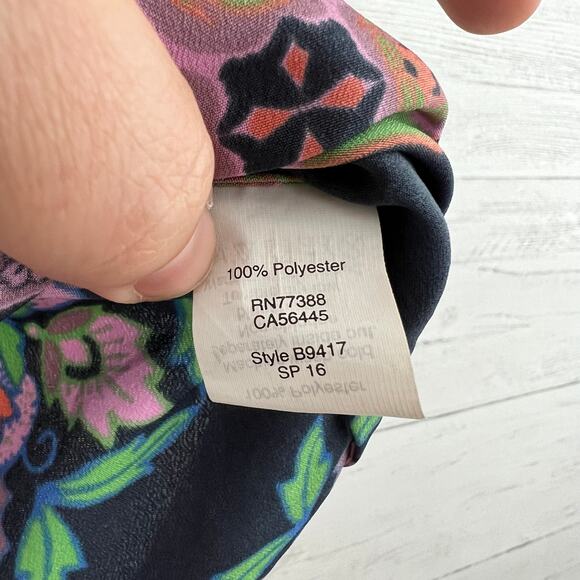 100% Polyester
RN77388
CA56445
Style B9417
SP 16